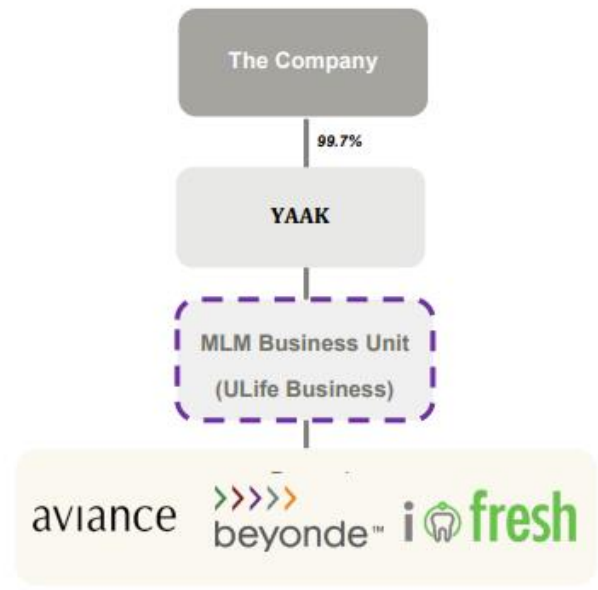 The Company
99.7%
YAAK
MLM Business Unit
(ULife Business)
aviance
beyonde™
i fresh